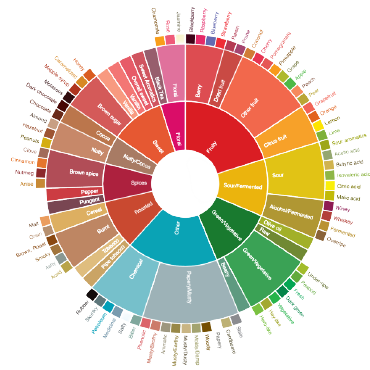 Floral
Fruity
Sour/Fermented
Green/Vegetative
Other
Roasted
Spices
Nutty/Cocoa
Sweet
Black Tea
Floral
Berry
Dried fruit
Other fruit
Citrus fruit
Sour
Alcohol/Fermented
Olive oil
Raw
Green/Vegetative
Beany
Papery/Musty
Chemical
Pipe tobacco
Tobacco
Burnt
Cereal
Pungent
Pepper
Brown spice
Nutty
Cocoa
Brown sugar
Vanilla
Vanillin
Overall sweet
Sweet Aromatics
Chamomile
Rose
Jasmine
Blackberry
Raspberry
Blueberry
Strawberry
Raisin
Prune
Coconut
Cherry
Pomegranate
Pineapple
Grape
Apple
Peach
Pear
Grapefruit
Orange
Lemon
Lime
Sour aromatics
Acetic acid
Butyric acid
Isovaleric acid
Citric acid
Malic acid
Winey
Whiskey
Fermented
Overripe
Under-ripe
Peapod
Fresh
Dark green
Vegetative
Hay-like
Herb-like
Stale
Cardboard
Papery
Woody
Moldy/Damp
Musty/Dusty
Musty/Earthy
Animalic
Meaty/Brothy
Phenolic
Bitter
Salty
Medicinal
Petroleum
Skunky
Rubber
Acrid
Ashy
Smoky
Brown, Roast
Grain
Malt
Anise
Nutmeg
Cinnamon
Clove
Peanuts
Hazelnut
Almond
Chocolate
Dark chocolate
Molasses
Maple syrup
Caramelized
Honey